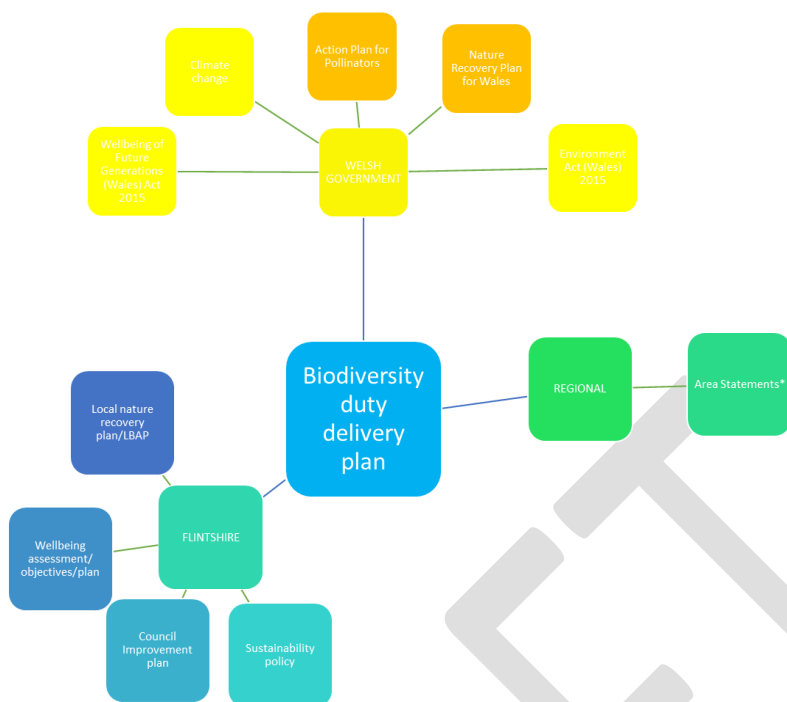 Action Plan for
Pollinators
Nature
Recovery Plan
for Wales
Climate
change
Wellbeing of
Future
Generations
(Wales) Act
2015
WELSH
GOVERNMENT
Environment
Act (Wales)
2015
Biodiversity
duty
delivery
plan
REGIONAL
Area Statements*
Local nature
recovery
plan/LBAP
FLINTSHIRE
Wellbeing
assessment/
objectives/plan
Council
Improvement
plan
Sustainability
policy